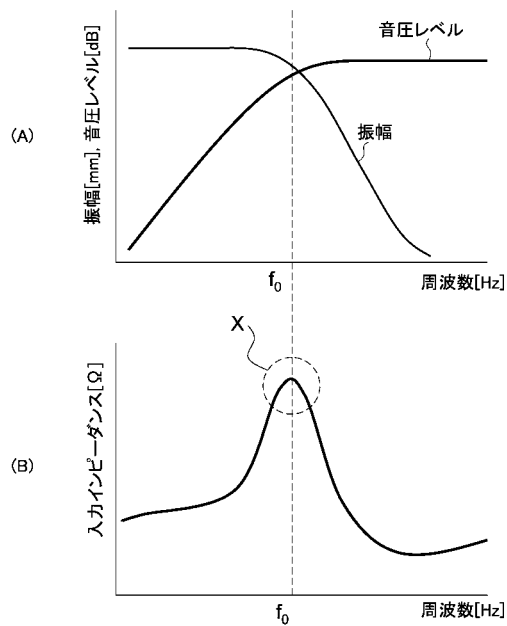 (A)
振幅[mm], 音圧レベル[dB]
音圧レベル
振幅
f₀
周波数[Hz]
X
(B)
入力インピーダンス[Ω]
f₀
周波数[Hz]